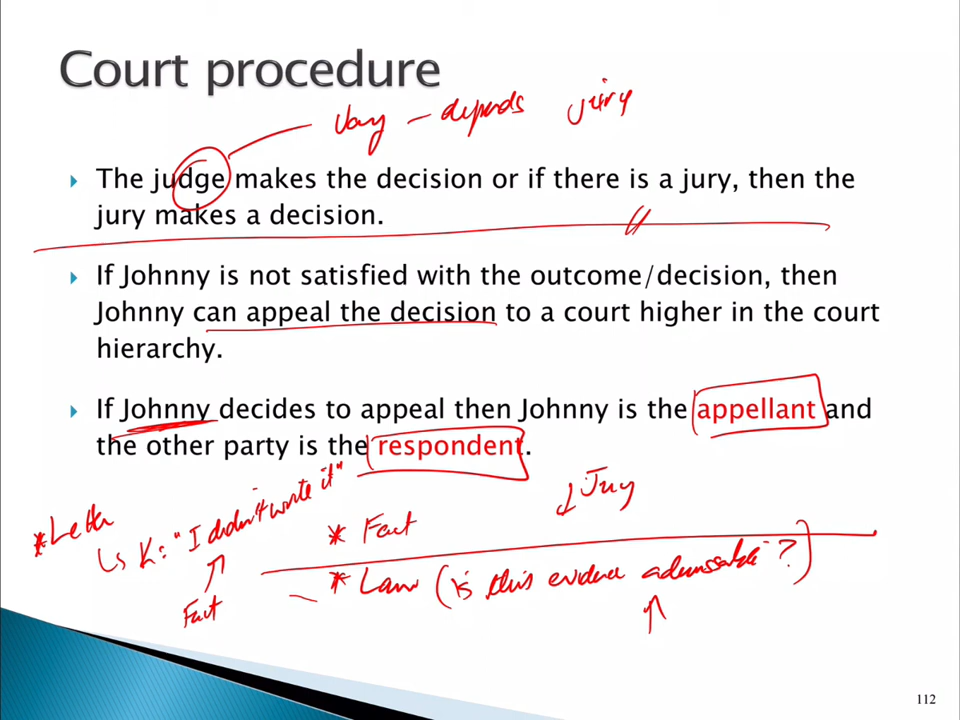 Court procedure
Vary - depends jury
The judge makes the decision or if there is a jury, then the
jury makes a decision.
If Johnny is not satisfied with the outcome/decision, then
Johnny can appeal the decision to a court higher in the court
hierarchy.
If Johnny decides to appeal then Johnny is the appellant and
the other party is the respondent.
* Letter
↳ K: "I didn't write it"
↑
Fact
↓ Jury
* Fact
* Law (is this evidence admissable"?)
↑
112